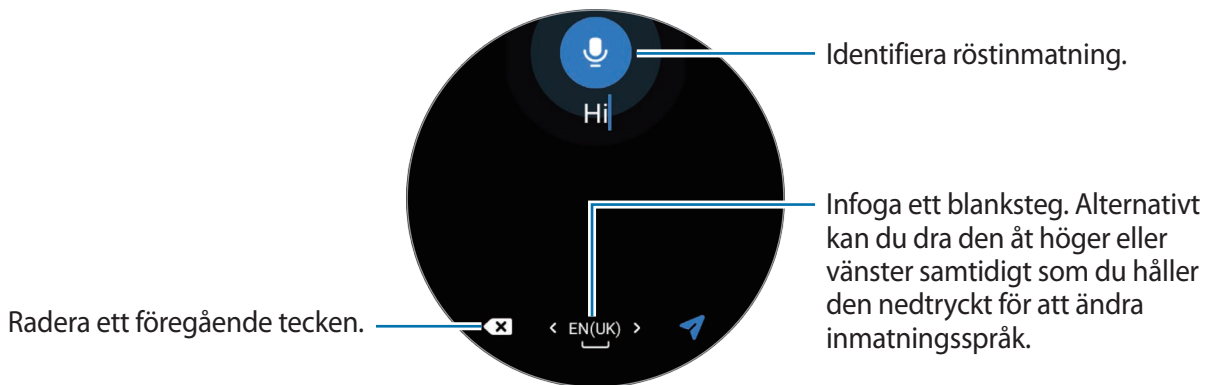 Identifiera röstinmatning.
Hi
Infoga ett blanksteg. Alternativt
kan du dra den åt höger eller
vänster samtidigt som du håller
den nedtryckt för att ändra
inmatningsspråk.
Radera ett föregående tecken.
< EN(UK) >